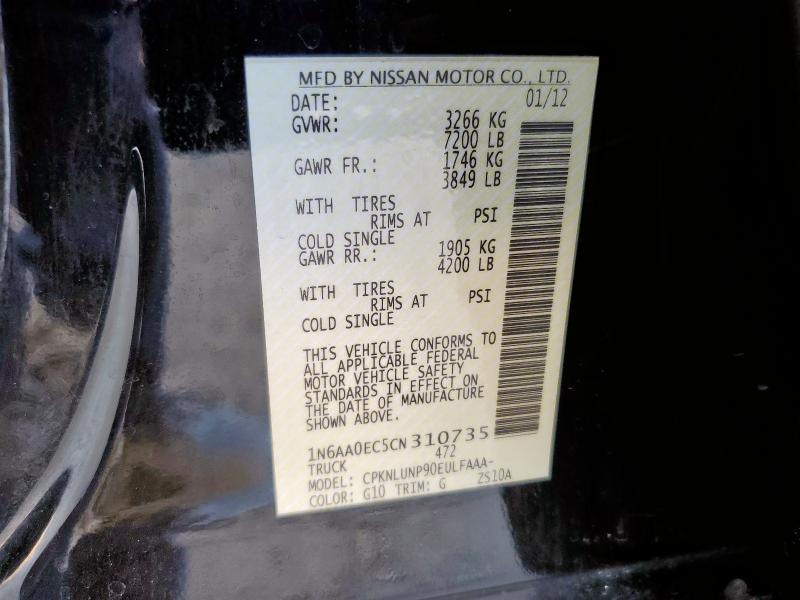 MFD BY NISSAN MOTOR CO., LTD.
DATE: 01/12
GVWR: 3266 KG
7200 LB
GAWR FR.: 1746 KG
3849 LB
WITH TIRES
RIMS AT PSI
COLD SINGLE
GAWR RR.: 1905 KG
4200 LB
WITH TIRES
RIMS AT PSI
COLD SINGLE
THIS VEHICLE CONFORMS TO
ALL APPLICABLE FEDERAL
MOTOR VEHICLE SAFETY
STANDARDS IN EFFECT ON
THE DATE OF MANUFACTURE
SHOWN ABOVE.
1N6AA0EC5CN310735
TRUCK 472
MODEL: CPKNLUNP90EULFAAA-
COLOR: G10 TRIM: G ZS10A